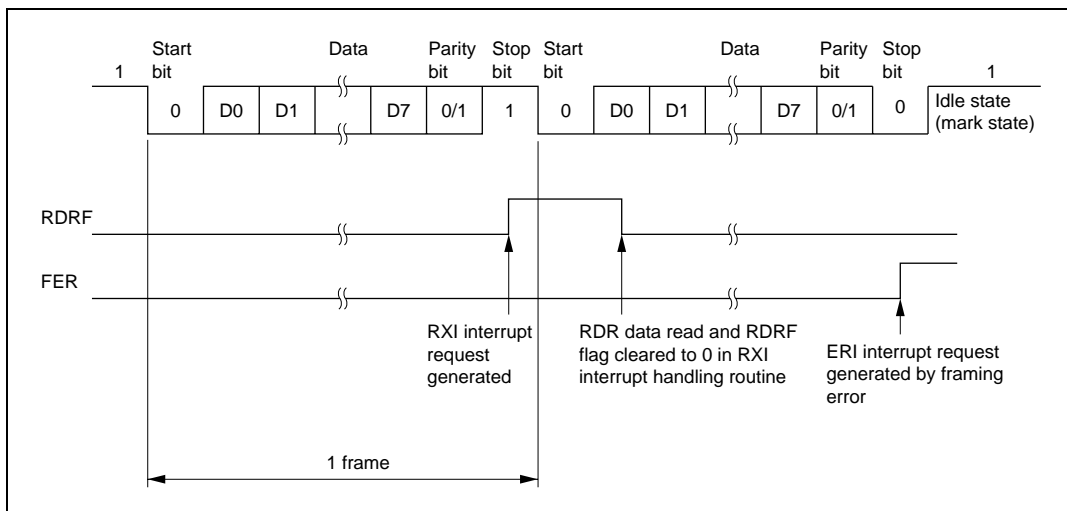 Start bit
Data
Parity bit
Stop bit
Start bit
Data
Parity bit
Stop bit
1
1
0
D0
D1
D7
0/1
1
0
D0
D1
D7
0/1
0
Idle state
(mark state)
RDRF
FER
RXI interrupt
request
generated
RDR data read and RDRF
flag cleared to 0 in RXI
interrupt handling routine
ERI interrupt request
generated by framing
error
1 frame